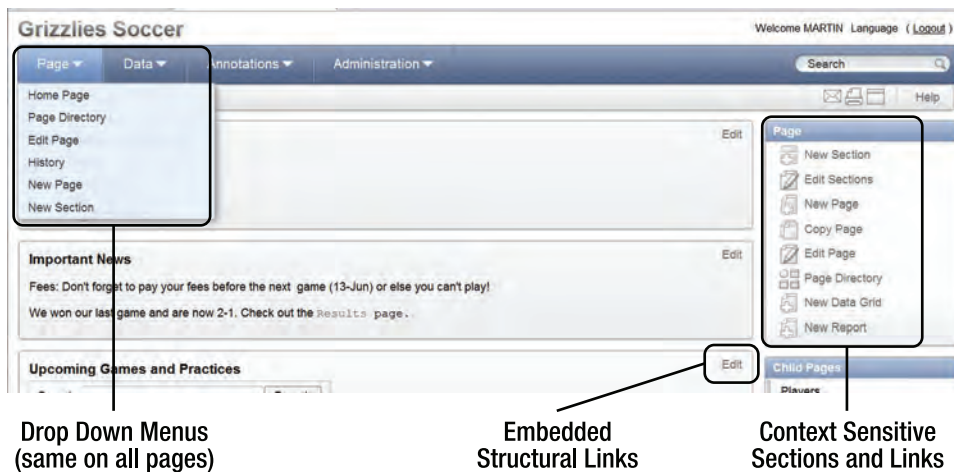 Grizzlies Soccer
Welcome MARTIN Language ( Logout )
Page Data Annotations Administration
Search
Home Page
Page Directory
Edit Page
History
New Page
New Section
Help
Edit
Page
New Section
Edit Sections
New Page
Copy Page
Edit Page
Page Directory
New Data Grid
New Report
Important News
Edit
Fees: Don't forget to pay your fees before the next game (13-Jun) or else you can't play!
We won our last game and are now 2-1. Check out the Results page.
Upcoming Games and Practices
Edit
Child Pages
Players
Drop Down Menus
(same on all pages)
Embedded
Structural Links
Context Sensitive
Sections and Links